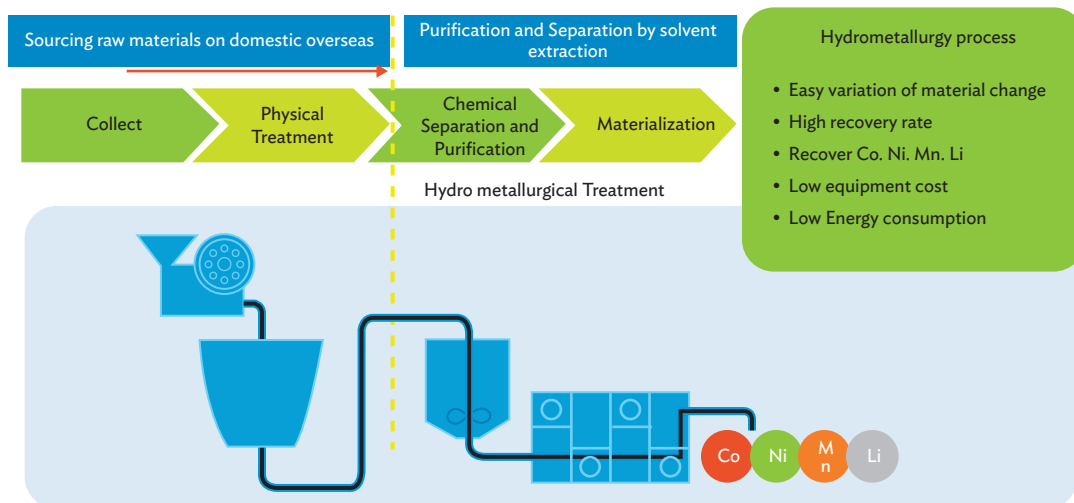 Sourcing raw materials on domestic overseas
Purification and Separation by solvent
extraction
Collect
Physical
Treatment
Chemical
Separation and
Purification
Materialization
Hydro metallurgical Treatment
Hydrometallurgy process
• Easy variation of material change
• High recovery rate
• Recover Co. Ni. Mn. Li
• Low equipment cost
• Low Energy consumption
Co
Ni
M
n
Li